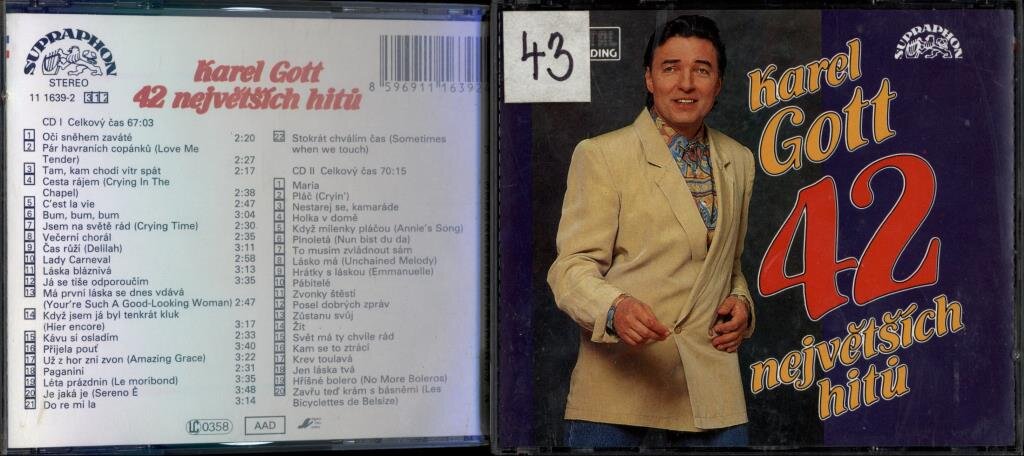 SUPRAPHON
STEREO
11 1639-2 312
Karel Gott
42 největších hitů
8 596911 16392
CD I Celkový čas 67:03
1 Oči sněhem zaváté 2:20
2 Pár havraních copánků (Love Me
Tender) 2:27
3 Tam, kam chodí vítr spát 2:17
4 Cesta rájem (Crying In The
Chapel) 2:38
5 C'est la vie 2:47
6 Bum, bum, bum 3:04
7 Jsem na světě rád (Crying Time) 2:30
8 Večerní chorál 2:35
9 Čas růží (Delilah) 3:11
10 Lady Carneval 2:58
11 Láska bláznivá 3:13
12 Já se tiše odporoučím 3:35
13 Má první láska se dnes vdává
(Your're Such A Good-Looking Woman) 2:47
14 Když jsem já byl tenkrát kluk
(Hier encore) 3:17
15 Kávu si osladím 2:33
16 Přijela pouť 3:40
17 Už z hor zní zvon (Amazing Grace) 3:22
18 Paganini 2:31
19 Léta prázdnin (Le moribond) 3:35
20 Je jaká je (Sereno É 3:48
21 Do re mi la 3:14
22 Stokrát chválím čas (Sometimes
when we touch)
CD II Celkový čas 70:15
1 Maria
2 Pláč (Cryin')
3 Nestarej se, kamaráde
4 Holka v domě
5 Když milenky pláčou (Annie's Song)
6 Pinoletá (Nun bist du da)
7 To musím zvládnout sám
8 Lásko má (Unchained Melody)
9 Hrátky s láskou (Emmanuelle)
10 Pábitelé
11 Zvonky štěstí
12 Posel dobrých zpráv
13 Zůstanu svůj
14 Žít
15 Svět má ty chvíle rád
16 Kam se to ztrácí
17 Krev toulavá
18 Jen láska tvá
19 Hříšné bolero (No More Boleros)
20 Zavřu teď krám s básněmi (Les
Bicyclettes de Belsize)
LC 0358 AAD
43
DING
SUPRAPHON
Karel
Gott
42
největších
hitů